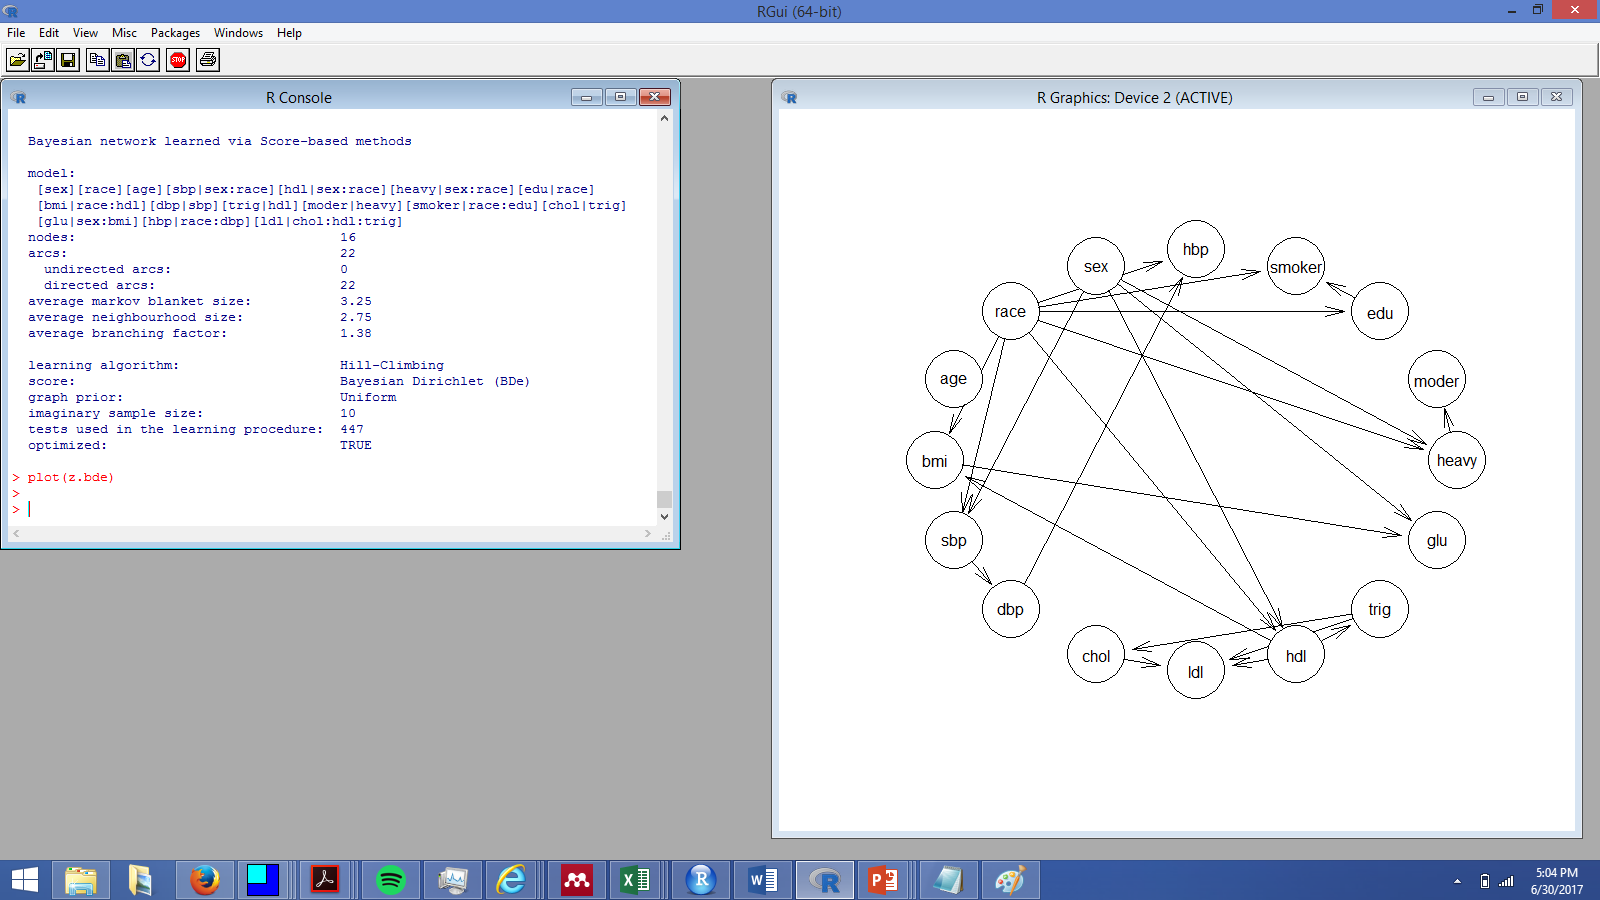 RGui (64-bit)
File Edit View Misc Packages Windows Help
STOP
R Console
Bayesian network learned via Score-based methods
model:
[sex][race][age][sbp|sex:race][hdl|sex:race][heavy|sex:race][edu|race]
[bmi|race:hdl][dbp|sbp][trig|hdl][moder|heavy][smoker|race:edu][chol|trig]
[glu|sex:bmi][hbp|race:dbp][ldl|chol:hdl:trig]
nodes: 16
arcs: 22
undirected arcs: 0
directed arcs: 22
average markov blanket size: 3.25
average neighbourhood size: 2.75
average branching factor: 1.38
learning algorithm: Hill-Climbing
score: Bayesian Dirichlet (BDe)
graph prior: Uniform
imaginary sample size: 10
tests used in the learning procedure: 447
optimized: TRUE
> plot(z.bde)
>
>
R Graphics: Device 2 (ACTIVE)
hbp
sex
smoker
race
edu
age
moder
bmi
heavy
sbp
glu
dbp
trig
chol
hdl
ldl
5:04 PM
6/30/2017